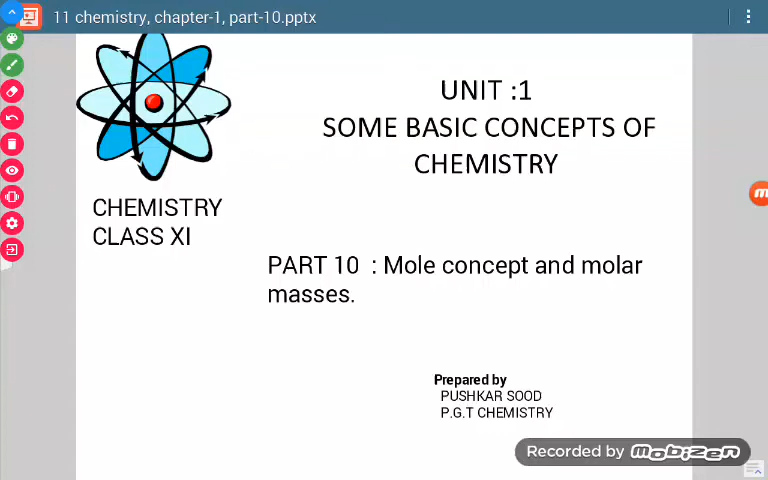 11 chemistry, chapter-1, part-10.pptx
UNIT :1
SOME BASIC CONCEPTS OF
CHEMISTRY
CHEMISTRY
CLASS XI
PART 10 : Mole concept and molar
masses.
Prepared by
PUSHKAR SOOD
P.G.T CHEMISTRY
Recorded by mobizen